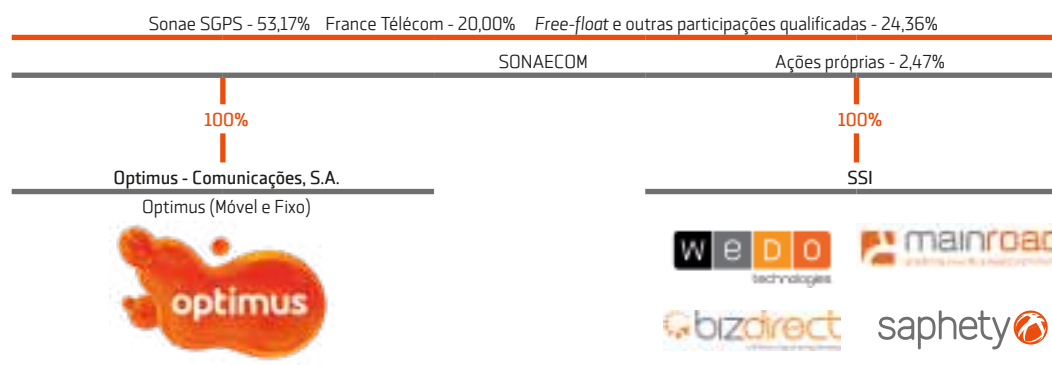 Sonae SGPS - 53,17% France Télécom - 20,00% Free-float e outras participações qualificadas - 24,36%
SONAECOM Ações próprias - 2,47%
100% 100%
Optimus - Comunicações, S.A. SSI
Optimus (Móvel e Fixo)
optimus
WeDO mainroad
technologies
bizdirect saphety